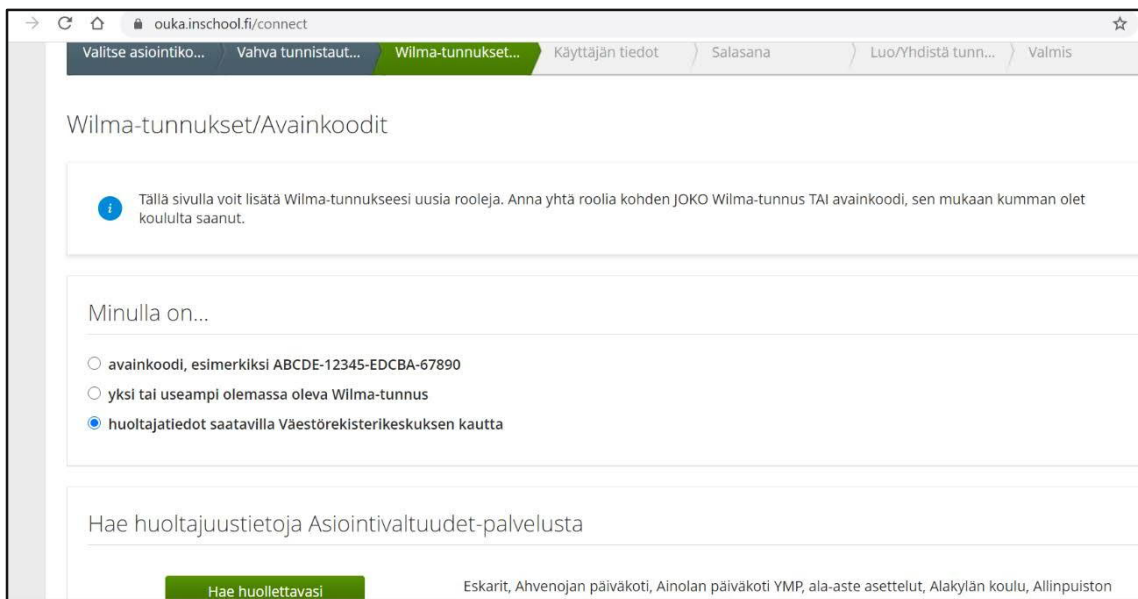 ouka.inschool.fi/connect
Valitse asiointiko... Vahva tunnistaut... Wilma-tunnukset... Käyttäjän tiedot Salasana Luo/Yhdistä tunn... Valmis
Wilma-tunnukset/Avainkoodit
Tällä sivulla voit lisätä Wilma-tunnukseesi uusia rooleja. Anna yhtä roolia kohden JOKO Wilma-tunnus TAI avainkoodi, sen mukaan kumman olet
koululta saanut.
Minulla on...
avainkoodi, esimerkiksi ABCDE-12345-EDCBA-67890
yksi tai useampi olemassa oleva Wilma-tunnus
huoltajatiedot saatavilla Väestörekisterikeskuksen kautta
Hae huoltajuustietoja Asiointivaltuudet-palvelusta
Hae huollettavasi Eskarit, Ahvenojan päiväkoti, Ainolan päiväkoti YMP, ala-aste asettelut, Alakylän koulu, Allinpuiston